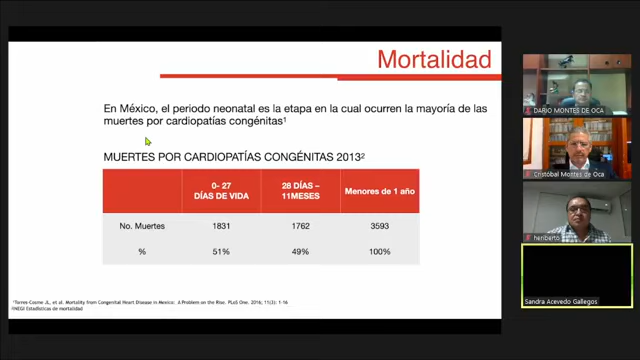 Mortalidad
En México, el periodo neonatal es la etapa en la cual ocurren la mayoría de las
muertes por cardiopatías congénitas¹
MUERTES POR CARDIOPATÍAS CONGÉNITAS 2013²
0- 27 DÍAS DE VIDA
28 DÍAS – 11MESES
Menores de 1 año
No. Muertes 1831 1762 3593
% 51% 49% 100%
¹Torres-Cosme JL, et al. Mortality from Congenital Heart Disease in Mexico: A Problem on the Rise. PLoS One. 2016; 11(3): 1-16
²INEGI Estadísticas de mortalidad
DARIO MONTES DE OCA
Cristóbal Montes de Oca
heriberto
Sandra Acevedo Gallegos